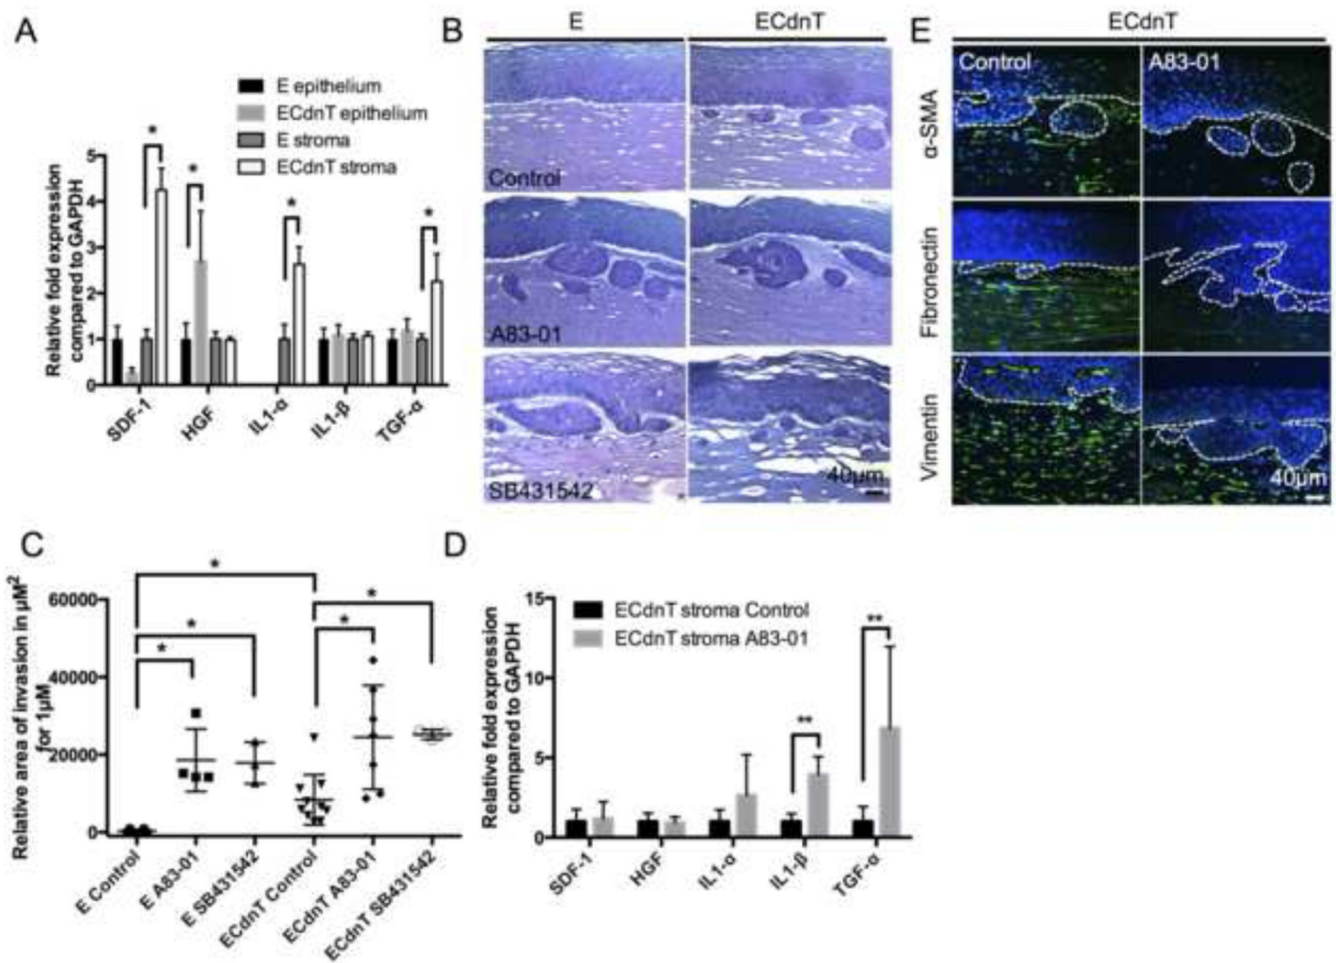 A
E epithelium
ECdnT epithelium
E stroma
ECdnT stroma
Relative fold expression
compared to GAPDH
5
4
3
2
1
0
* * * *
SDF-1 HGF IL1-α IL1-β TGF-α
B
E ECdnT
Control
A83-01
SB431542
40μm
E
ECdnT
Control A83-01
α-SMA
Fibronectin
Vimentin
40μm
C
Relative area of invasion in μM2
for 1μM
60000
40000
20000
0
* * * * *
E Control E A83-01 E SB431542 ECdnT Control ECdnT A83-01 ECdnT SB431542
D
ECdnT stroma Control
ECdnT stroma A83-01
Relative fold expression
compared to GAPDH
15
10
5
0
** **
SDF-1 HGF IL1-α IL1-β TGF-α